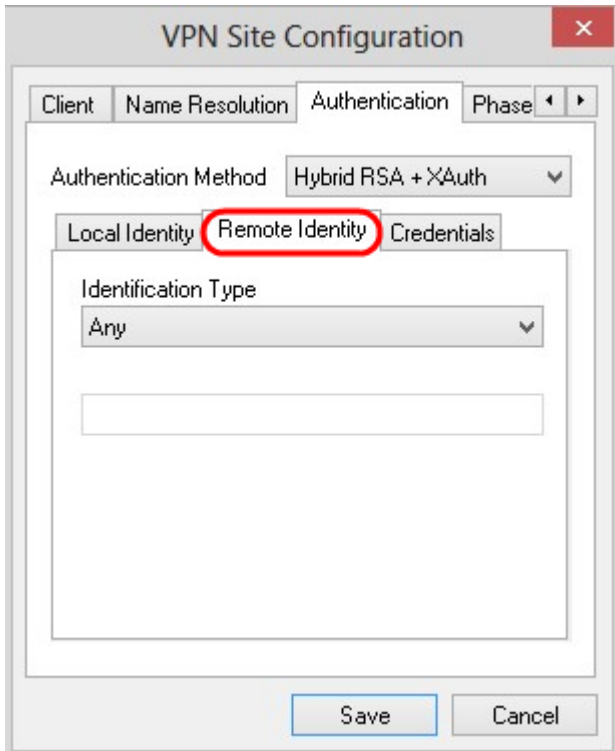 VPN Site Configuration
Client Name Resolution Authentication Phase
Authentication Method Hybrid RSA + XAuth
Local Identity Remote Identity Credentials
Identification Type
Any
Save Cancel